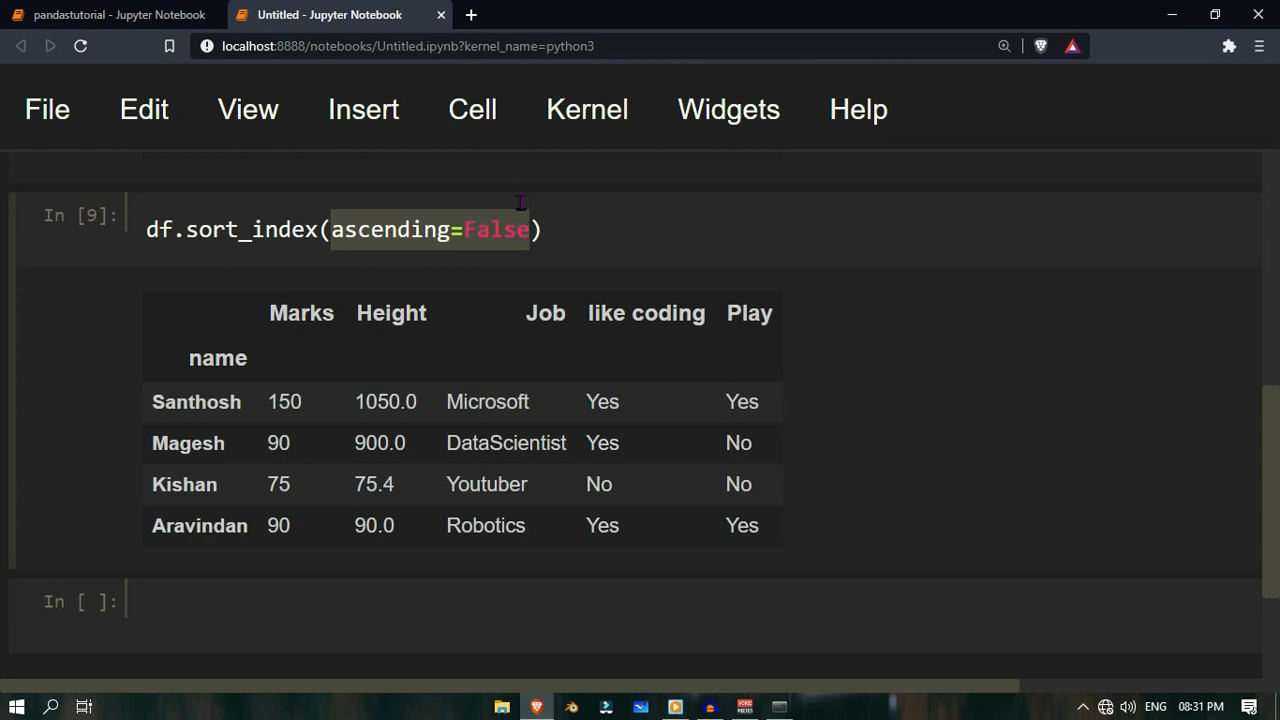 pandastutorial - Jupyter Notebook
Untitled - Jupyter Notebook
localhost:8888/notebooks/Untitled.ipynb?kernel_name=python3
File Edit View Insert Cell Kernel Widgets Help
In [9]: df.sort_index(ascending=False)
Marks Height Job like coding Play
name
Santhosh 150 1050.0 Microsoft Yes Yes
Magesh 90 900.0 DataScientist Yes No
Kishan 75 75.4 Youtuber No No
Aravindan 90 90.0 Robotics Yes Yes
In [ ]:
ENG 08:31 PM